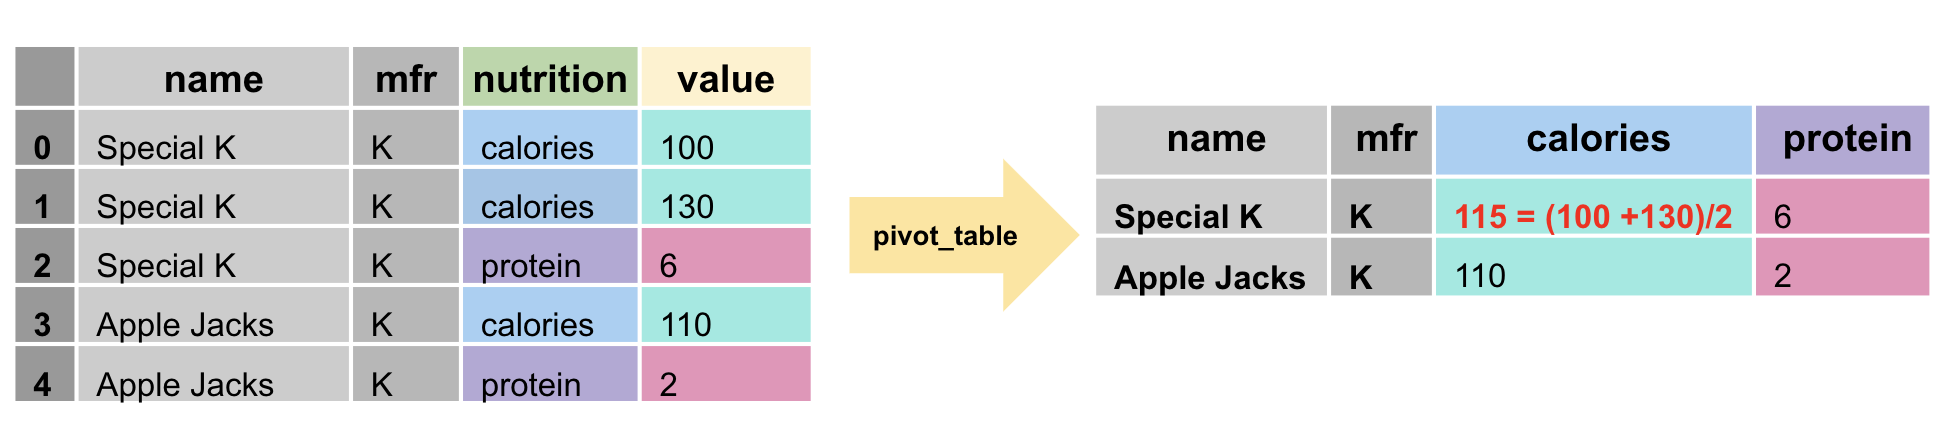 name mfr nutrition value
0 Special K K calories 100
1 Special K K calories 130
2 Special K K protein 6
3 Apple Jacks K calories 110
4 Apple Jacks K protein 2
pivot_table
name mfr calories protein
Special K K 115 = (100 +130)/2 6
Apple Jacks K 110 2